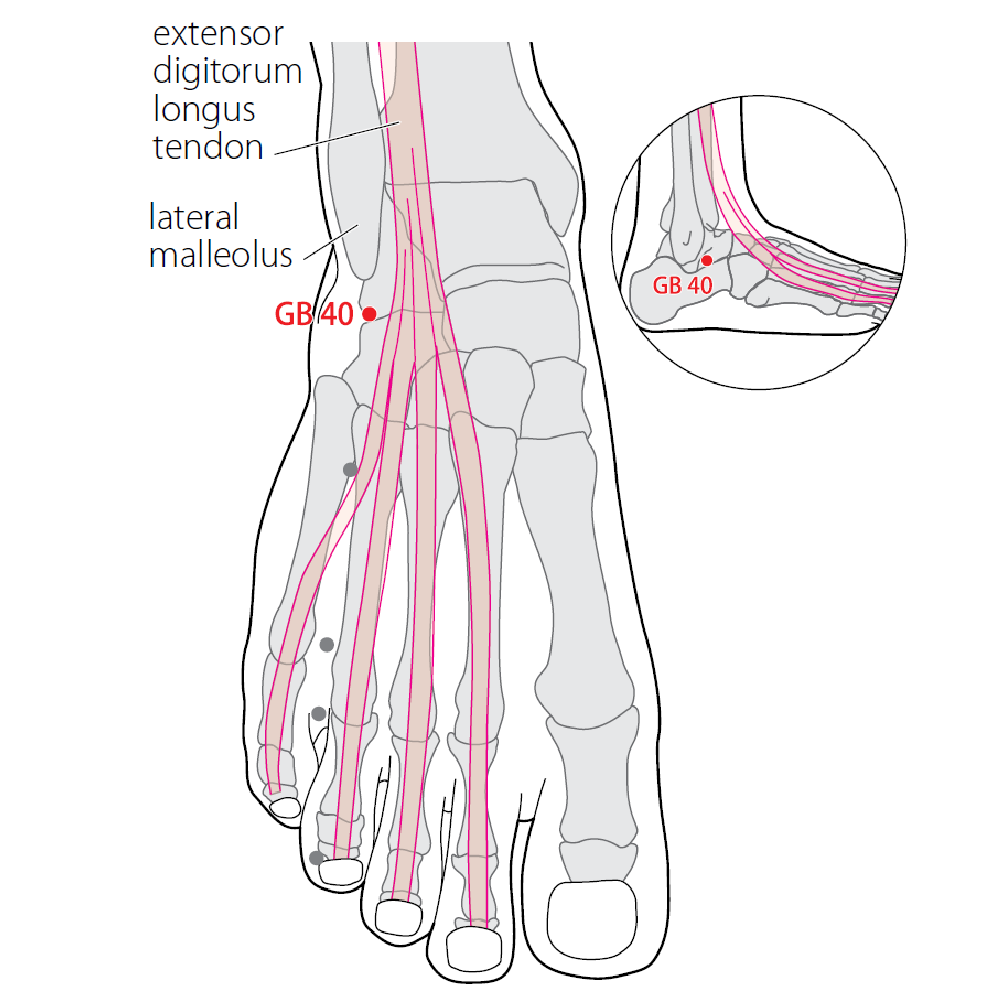 extensor
digitorum
longus
tendon
lateral
malleolus
GB 40
GB 40